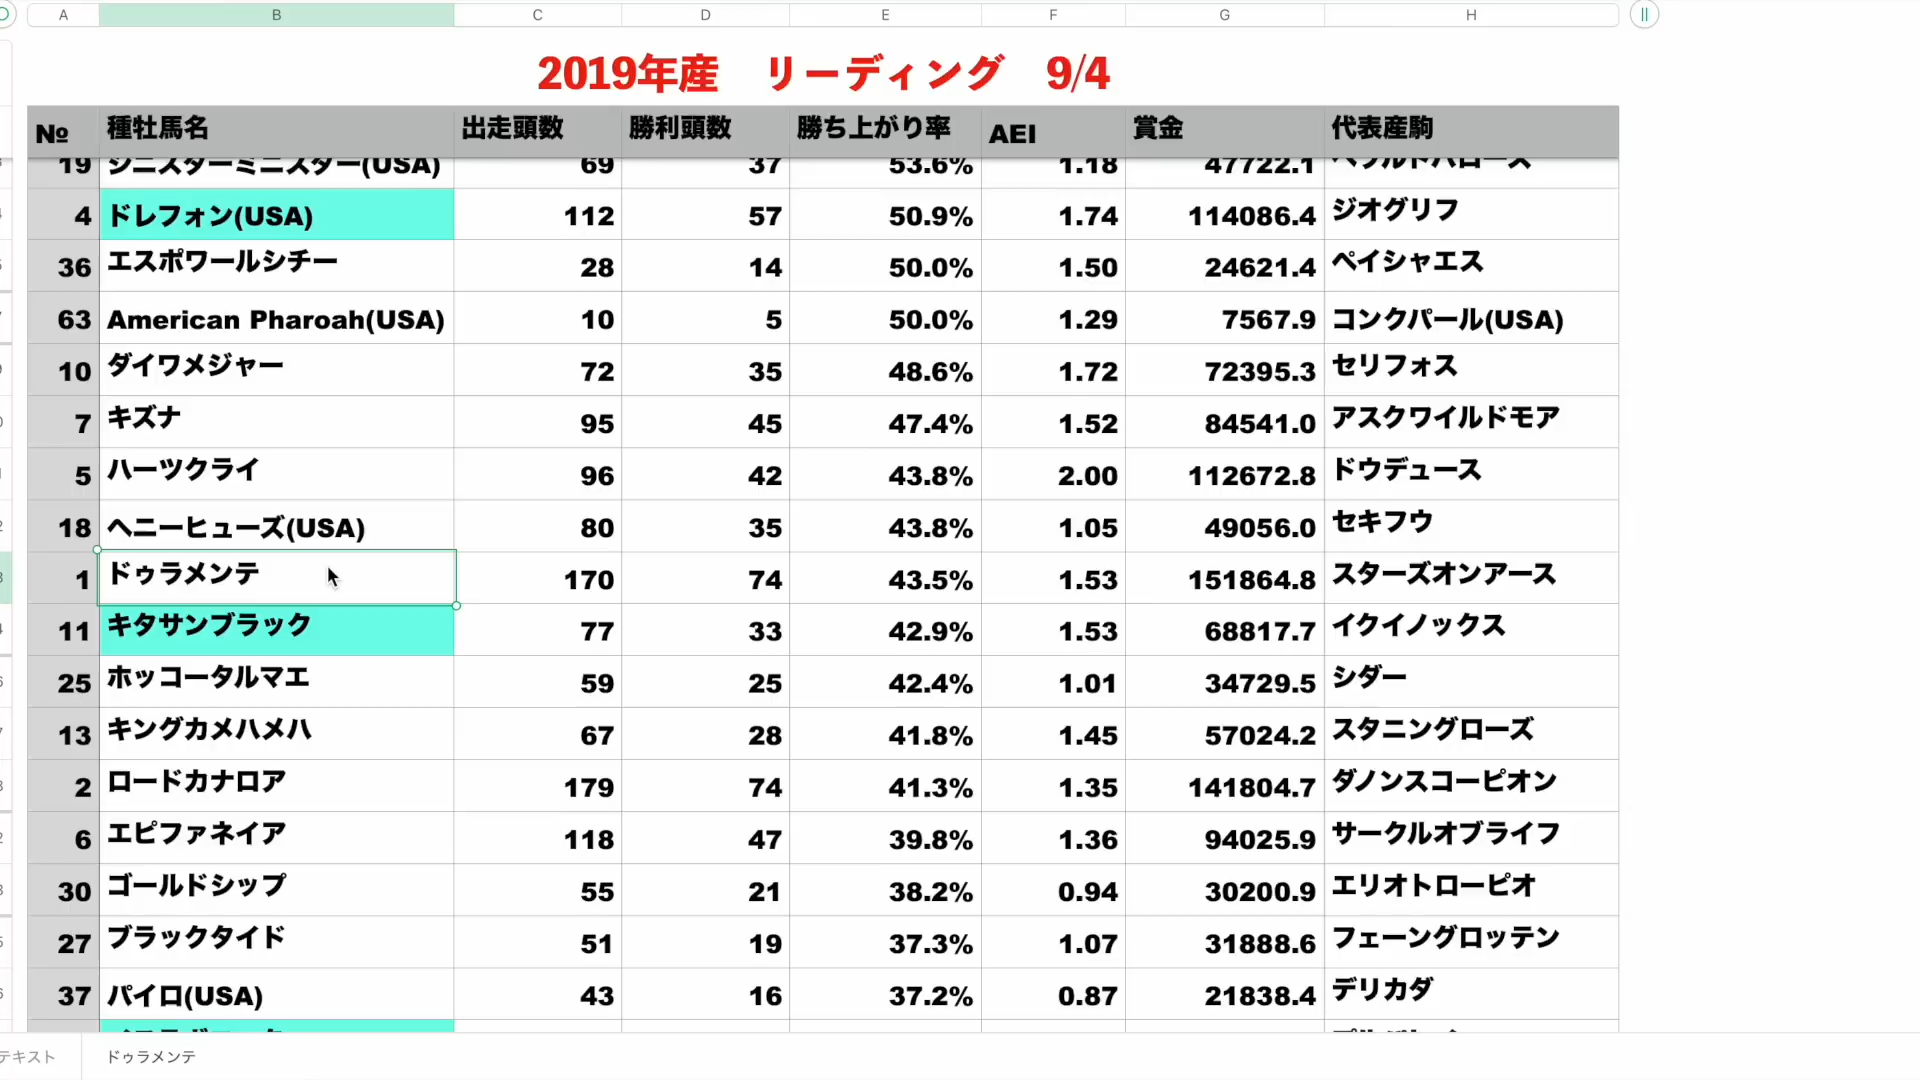 A B C D E F G H
2019年産 リーディング 9/4
№ 種牡馬名 出走頭数 勝利頭数 勝ち上がり率 AEI 賞金 代表産駒
19 シニスターミニスター(USA) 69 37 53.6% 1.18 47722.1
4 ドレフォン(USA) 112 57 50.9% 1.74 114086.4 ジオグリフ
36 エスポワールシチー 28 14 50.0% 1.50 24621.4 ペイシャエス
63 American Pharoah(USA) 10 5 50.0% 1.29 7567.9 コンクパール(USA)
10 ダイワメジャー 72 35 48.6% 1.72 72395.3 セリフォス
7 キズナ 95 45 47.4% 1.52 84541.0 アスクワイルドモア
5 ハーツクライ 96 42 43.8% 2.00 112672.8 ドウデュース
18 ヘニーヒューズ(USA) 80 35 43.8% 1.05 49056.0 セキフウ
1 ドゥラメンテ 170 74 43.5% 1.53 151864.8 スターズオンアース
11 キタサンブラック 77 33 42.9% 1.53 68817.7 イクイノックス
25 ホッコータルマエ 59 25 42.4% 1.01 34729.5 シダー
13 キングカメハメハ 67 28 41.8% 1.45 57024.2 スタニングローズ
2 ロードカナロア 179 74 41.3% 1.35 141804.7 ダノンスコーピオン
6 エピファネイア 118 47 39.8% 1.36 94025.9 サークルオブライフ
30 ゴールドシップ 55 21 38.2% 0.94 30200.9 エリオトローピオ
27 ブラックタイド 51 19 37.3% 1.07 31888.6 フェーングロッテン
37 パイロ(USA) 43 16 37.2% 0.87 21838.4 デリカダ
テキスト ドゥラメンテ